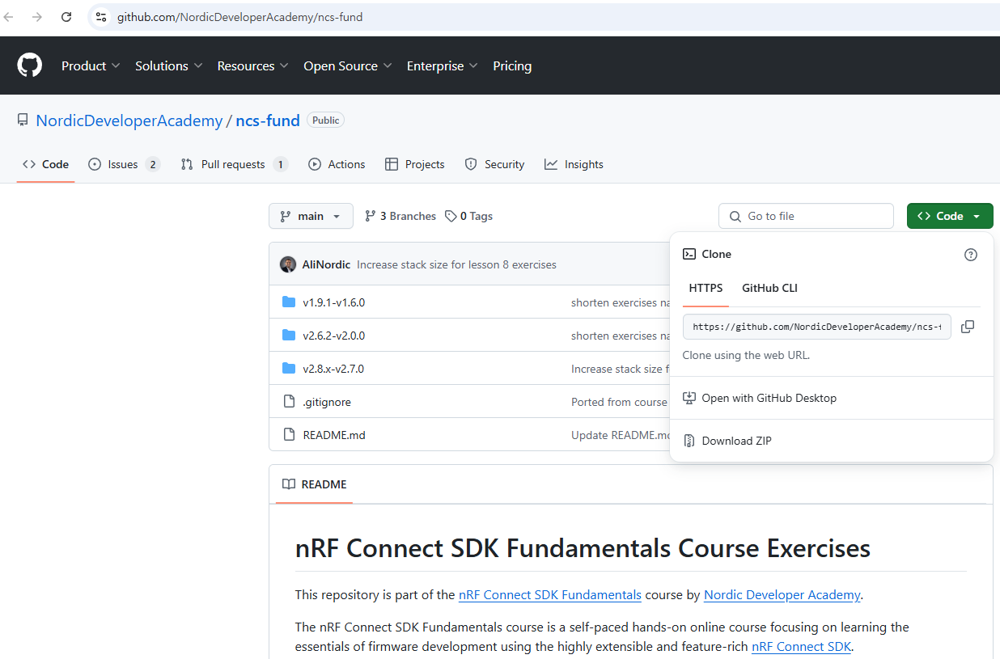 github.com/NordicDeveloperAcademy/ncs-fund
Product Solutions Resources Open Source Enterprise Pricing
NordicDeveloperAcademy / ncs-fund Public
Code Issues 2 Pull requests 1 Actions Projects Security Insights
main 3 Branches 0 Tags Go to file Code
AliNordic Increase stack size for lesson 8 exercises
v1.9.1-v1.6.0 shorten exercises na
v2.6.2-v2.0.0 shorten exercises na
v2.8.x-v2.7.0 Increase stack size f
.gitignore Ported from course
README.md Update README.md
Clone
HTTPS GitHub CLI
https://github.com/NordicDeveloperAcademy/ncs-f
Clone using the web URL.
Open with GitHub Desktop
Download ZIP
README
nRF Connect SDK Fundamentals Course Exercises
This repository is part of the nRF Connect SDK Fundamentals course by Nordic Developer Academy.
The nRF Connect SDK Fundamentals course is a self-paced hands-on online course focusing on learning the
essentials of firmware development using the highly extensible and feature-rich nRF Connect SDK.